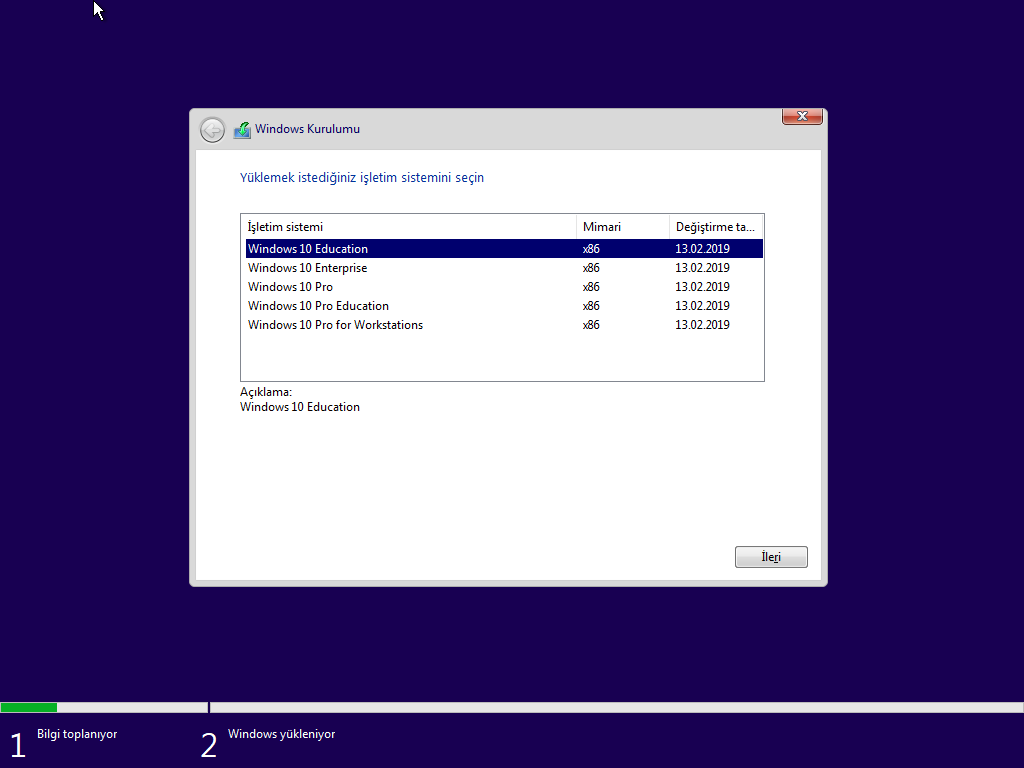 Windows Kurulumu
Yüklemek istediğiniz işletim sistemini seçin
İşletim sistemi Mimari Değiştirme ta...
Windows 10 Education x86 13.02.2019
Windows 10 Enterprise x86 13.02.2019
Windows 10 Pro x86 13.02.2019
Windows 10 Pro Education x86 13.02.2019
Windows 10 Pro for Workstations x86 13.02.2019
Açıklama:
Windows 10 Education
İleri
1 Bilgi toplanıyor 2 Windows yükleniyor